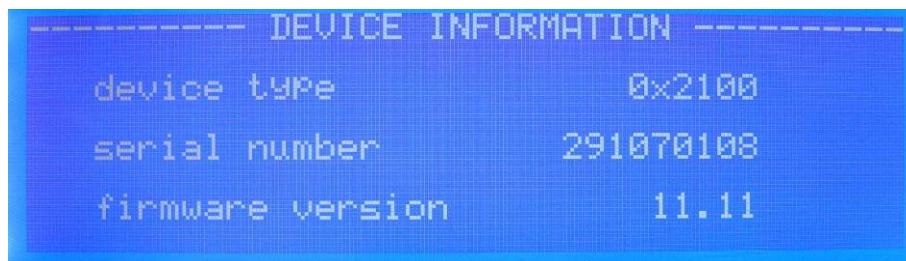 ---------- DEVICE INFORMATION ----------
device type 0x2100
serial number 291070108
firmware version 11.11